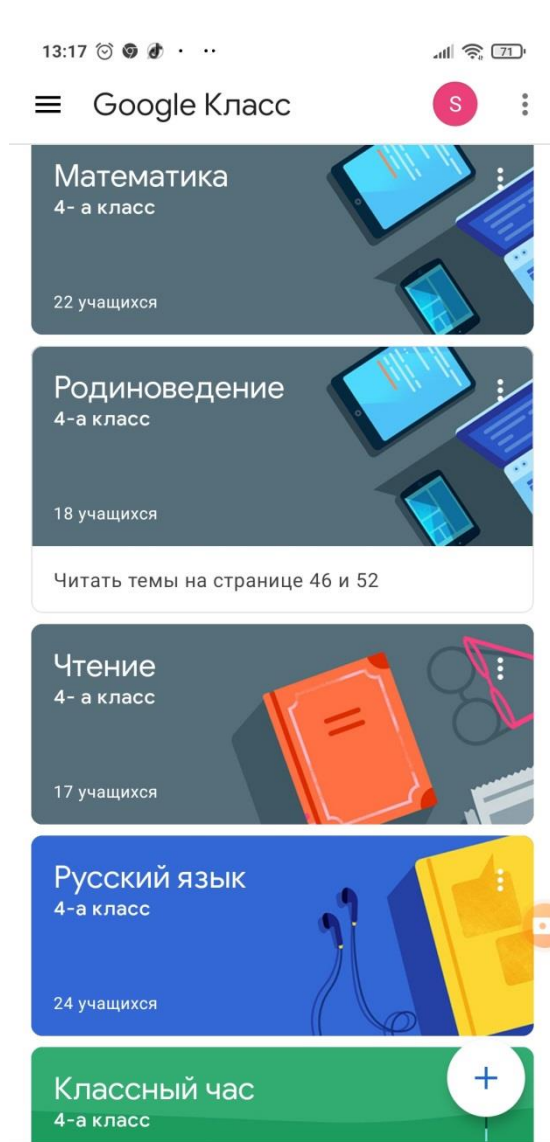 13:17
71
Google Класс
S
Математика
4- а класс
22 учащихся
Родиноведение
4-а класс
18 учащихся
Читать темы на странице 46 и 52
Чтение
4- а класс
17 учащихся
Русский язык
4-а класс
24 учащихся
Классный час
4-а класс